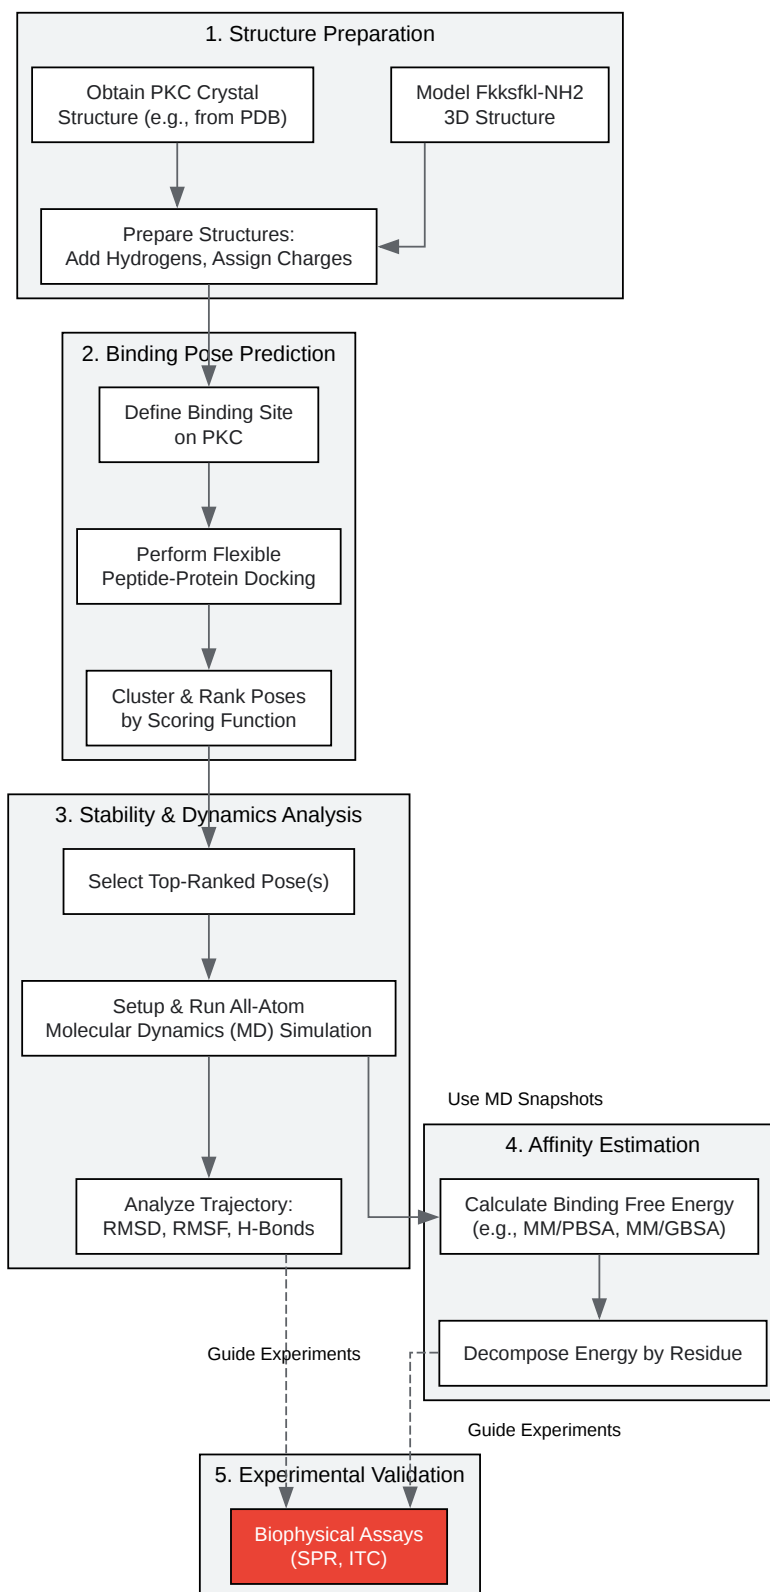 1. Structure Preparation
Obtain PKC Crystal
Structure (e.g., from PDB)
Model Fkksfkl-NH2
3D Structure
Prepare Structures:
Add Hydrogens, Assign Charges
2. Binding Pose Prediction
Define Binding Site
on PKC
Perform Flexible
Peptide-Protein Docking
Cluster & Rank Poses
by Scoring Function
3. Stability & Dynamics Analysis
Select Top-Ranked Pose(s)
Setup & Run All-Atom
Molecular Dynamics (MD) Simulation
Use MD Snapshots
4. Affinity Estimation
Analyze Trajectory:
RMSD, RMSF, H-Bonds
Calculate Binding Free Energy
(e.g., MM/PBSA, MM/GBSA)
Guide Experiments
Decompose Energy by Residue
Guide Experiments
5. Experimental Validation
Biophysical Assays
(SPR, ITC)